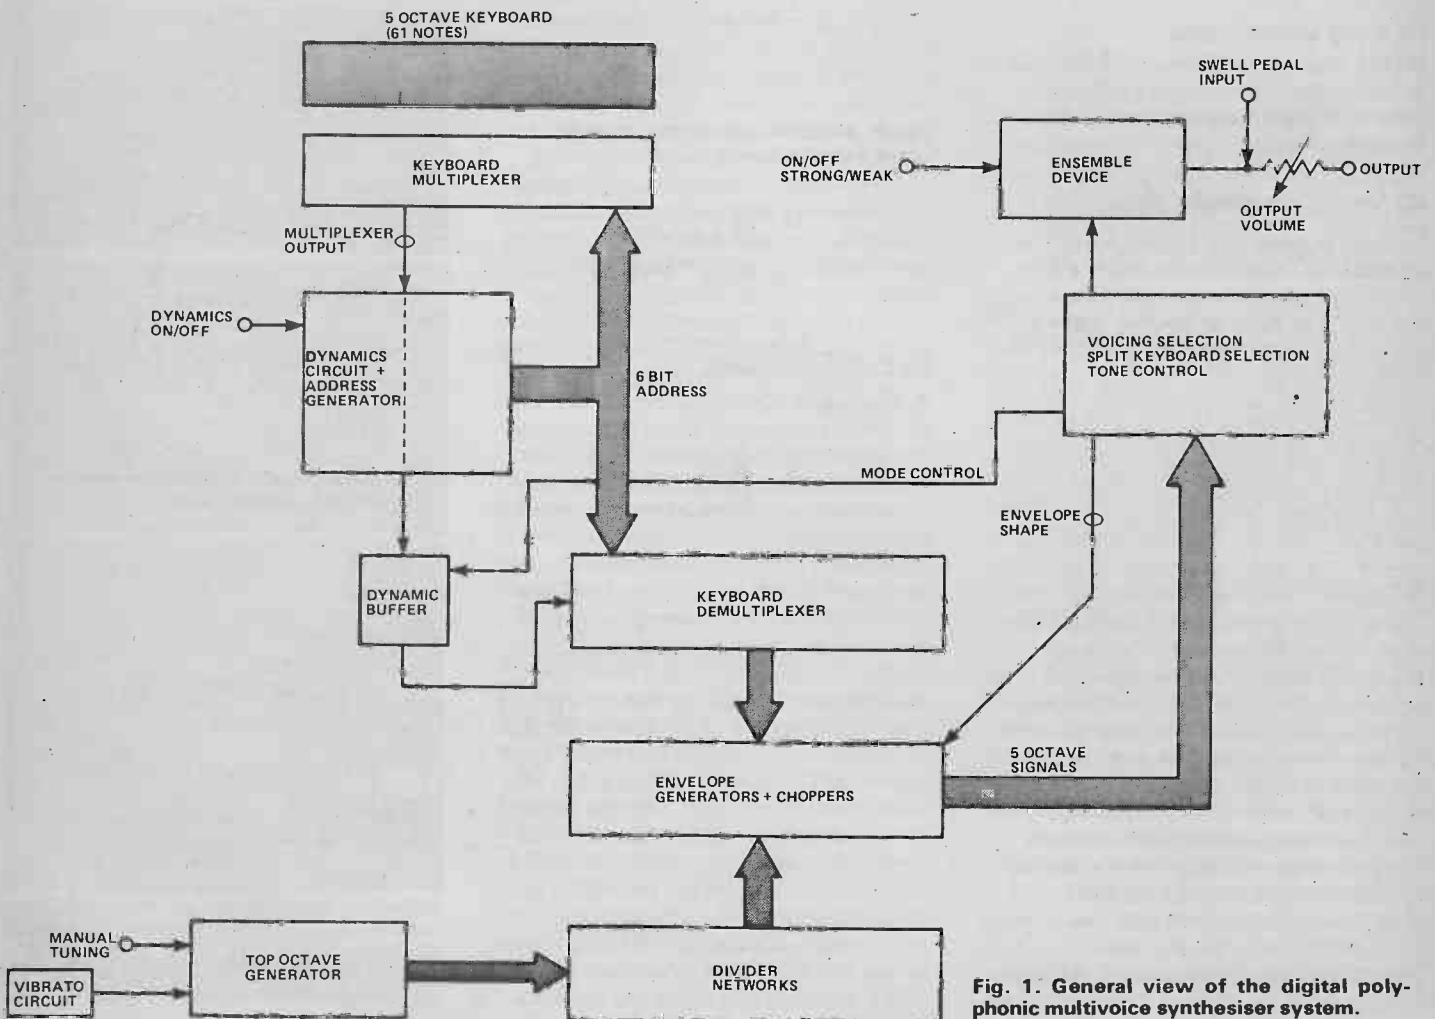 5 OCTAVE KEYBOARD
(61 NOTES)
KEYBOARD
MULTIPLEXER
MULTIPLEXER
OUTPUT
DYNAMICS
ON/OFF
DYNAMICS
CIRCUIT +
ADDRESS
GENERATOR
6 BIT
ADDRESS
DYNAMIC
BUFFER
KEYBOARD
DEMULTIPLEXER
MODE CONTROL
ENVELOPE
SHAPE
SWELL PEDAL
INPUT
ON/OFF
STRONG/WEAK
ENSEMBLE
DEVICE
OUTPUT
OUTPUT
VOLUME
VOICING SELECTION
SPLIT KEYBOARD SELECTION
TONE CONTROL
ENVELOPE
GENERATORS + CHOPPERS
5 OCTAVE
SIGNALS
MANUAL
TUNING
VIBRATO
CIRCUIT
TOP OCTAVE
GENERATOR
DIVIDER
NETWORKS
Fig. 1. General view of the digital poly-
phonic multivoice synthesiser system.